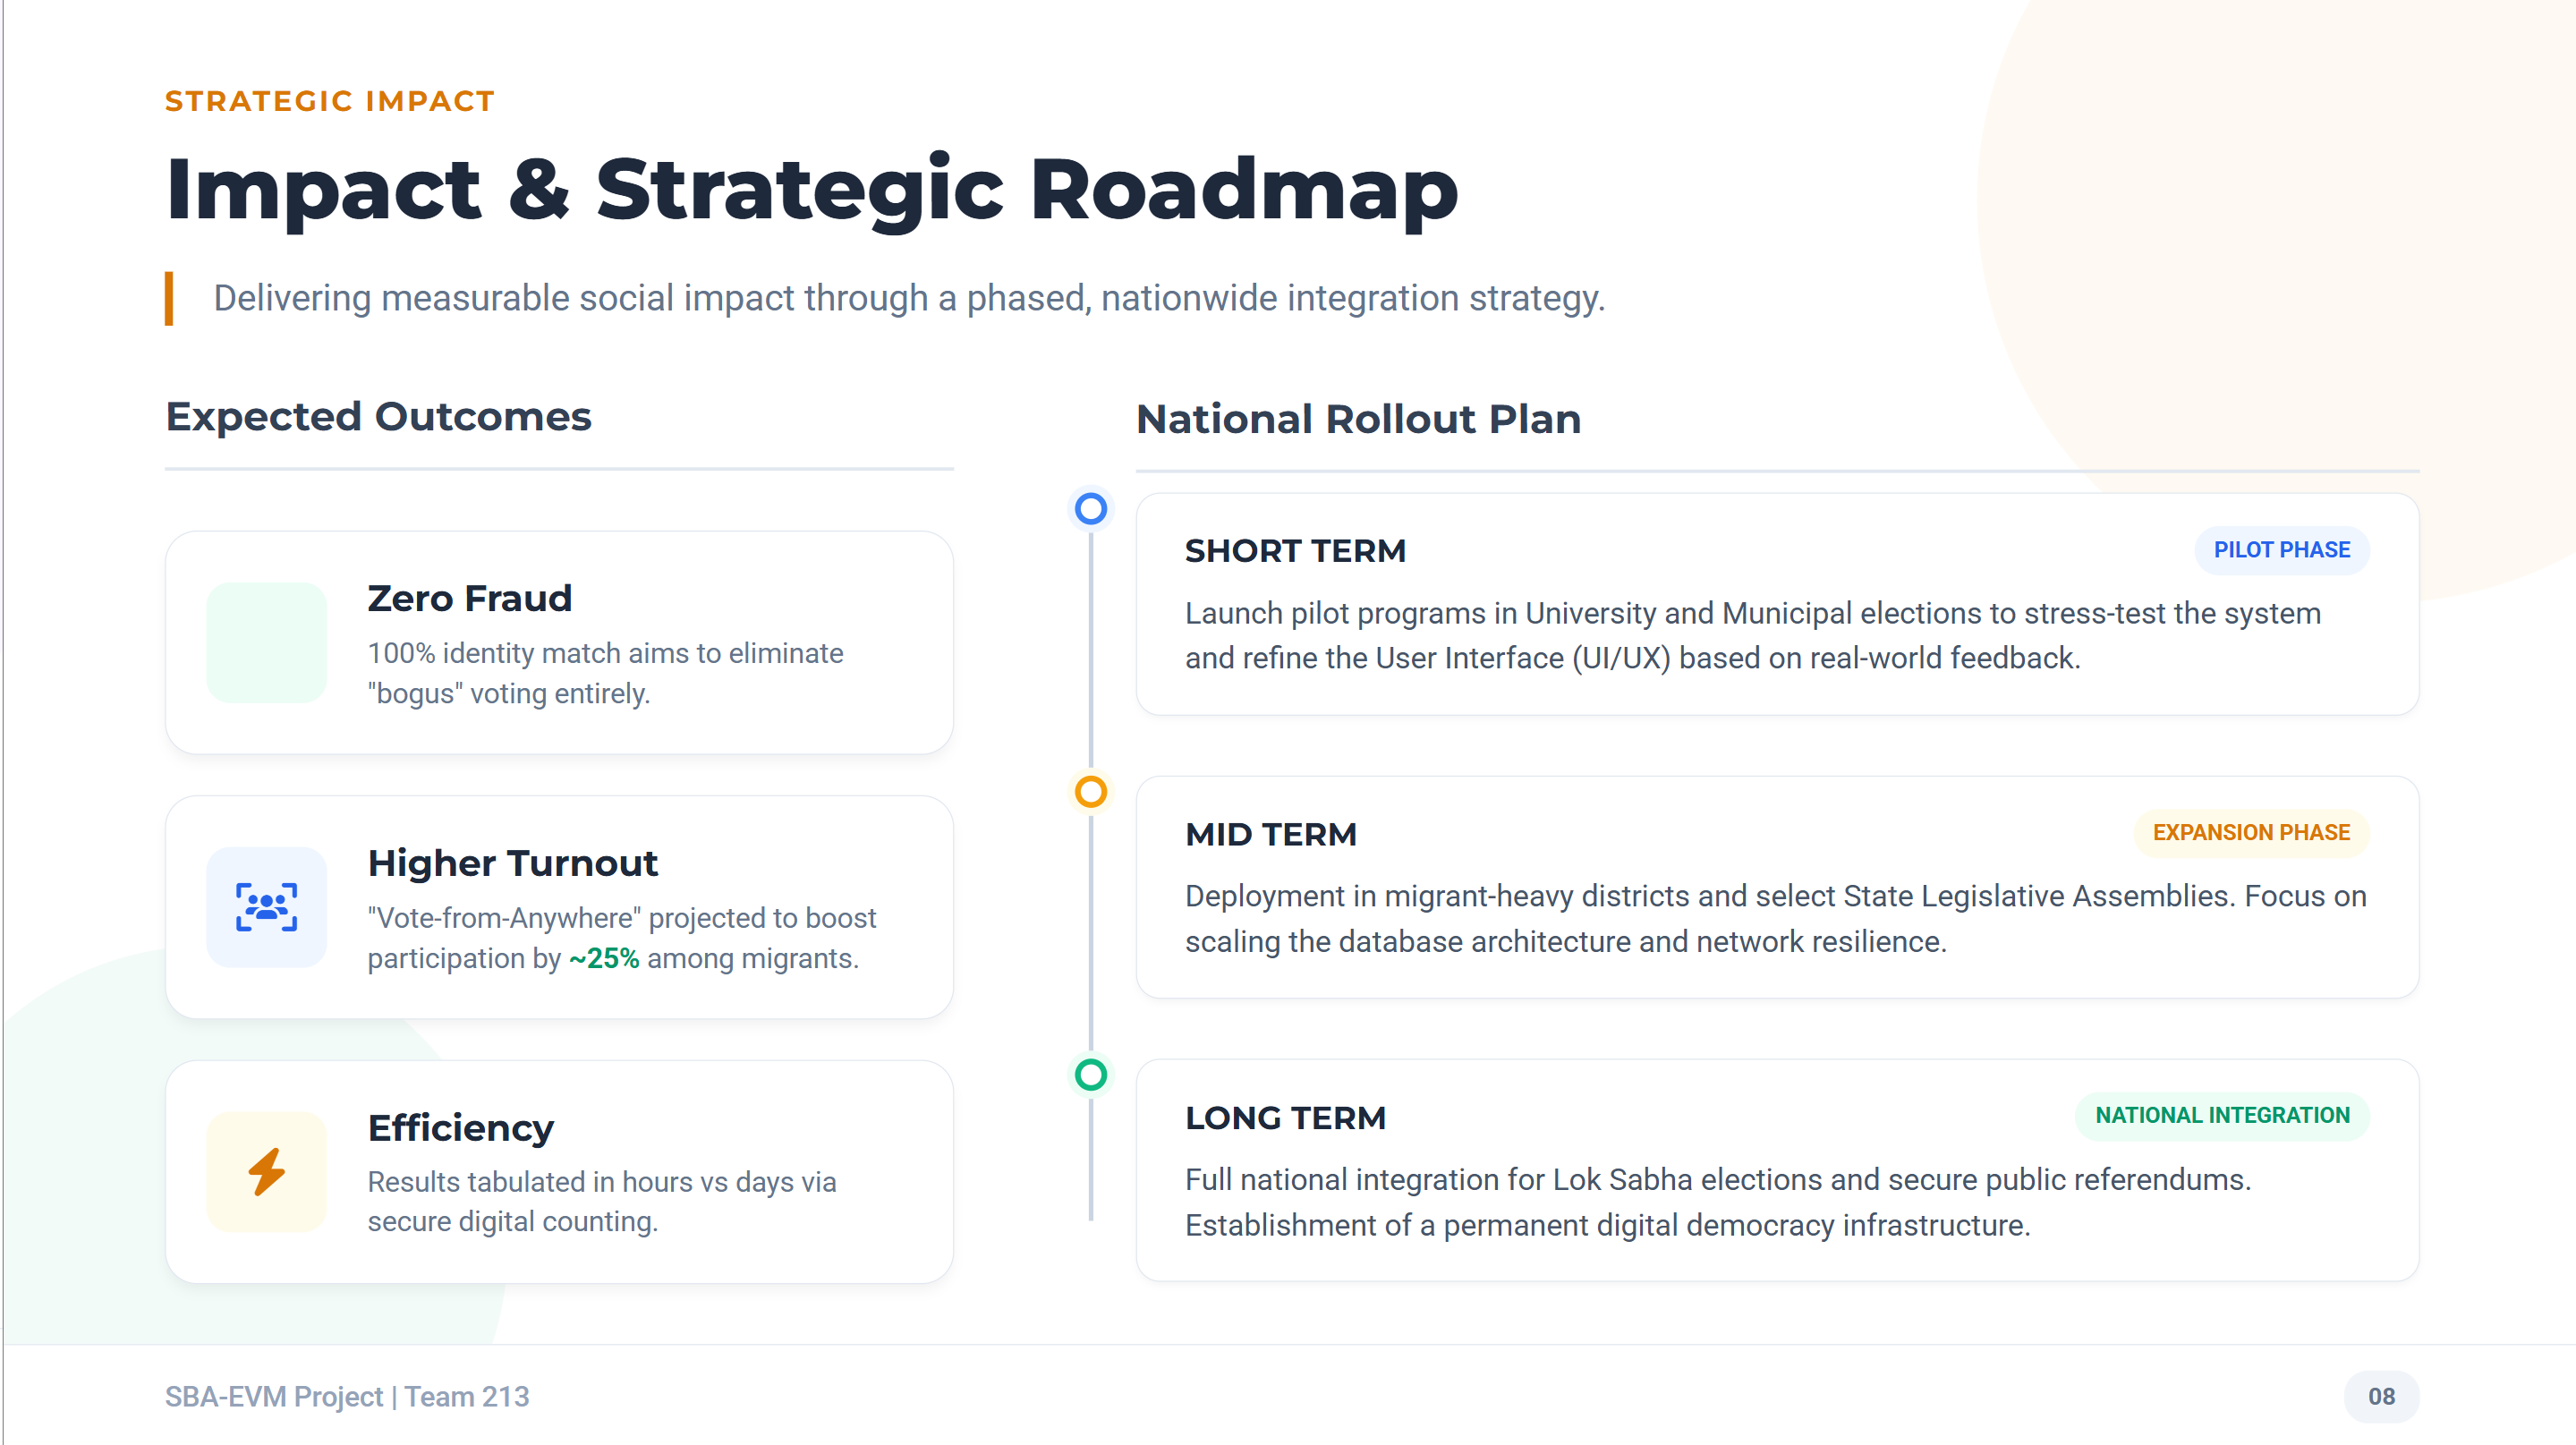 STRATEGIC IMPACT
Impact & Strategic Roadmap
Delivering measurable social impact through a phased, nationwide integration strategy.
Expected Outcomes
Zero Fraud
100% identity match aims to eliminate
"bogus" voting entirely.
Higher Turnout
"Vote-from-Anywhere" projected to boost
participation by ~25% among migrants.
Efficiency
Results tabulated in hours vs days via
secure digital counting.
National Rollout Plan
SHORT TERM
PILOT PHASE
Launch pilot programs in University and Municipal elections to stress-test the system
and refine the User Interface (UI/UX) based on real-world feedback.
MID TERM
EXPANSION PHASE
Deployment in migrant-heavy districts and select State Legislative Assemblies. Focus on
scaling the database architecture and network resilience.
LONG TERM
NATIONAL INTEGRATION
Full national integration for Lok Sabha elections and secure public referendums.
Establishment of a permanent digital democracy infrastructure.
SBA-EVM Project | Team 213
08